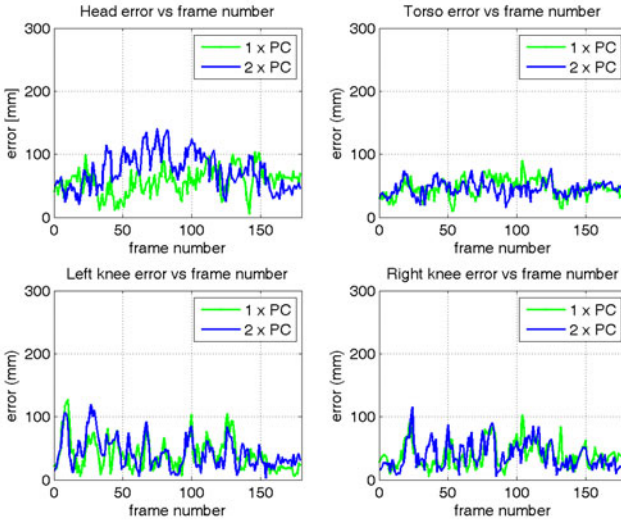 Head error vs frame number
error [mm]
300
200
100
0
0 50 100 150
frame number
1 x PC
2 x PC
Torso error vs frame number
error (mm)
300
200
100
0
0 50 100 150
frame number
1 x PC
2 x PC
Left knee error vs frame number
error (mm)
300
200
100
0
0 50 100 150
frame number
1 x PC
2 x PC
Right knee error vs frame number
error (mm)
300
200
100
0
0 50 100 150
frame number
1 x PC
2 x PC